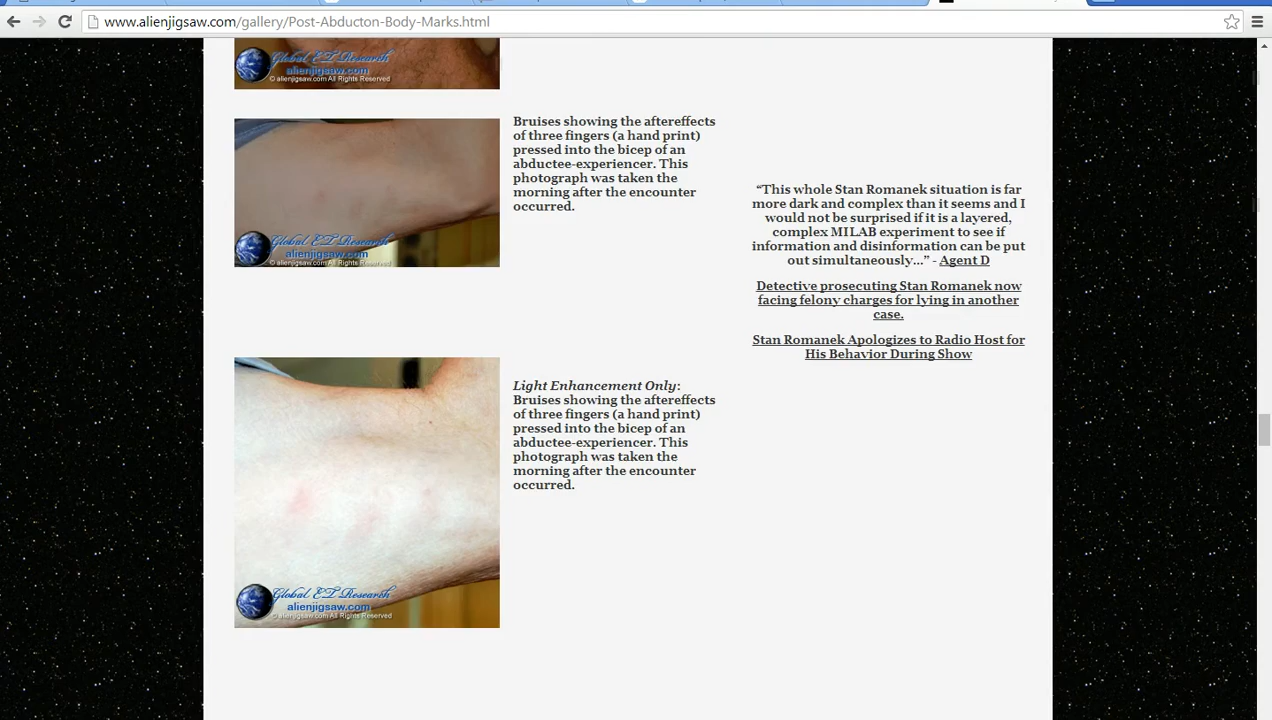 www.alienjigsaw.com/gallery/Post-Abducton-Body-Marks.html
Global ET Research
alienjigsaw.com
© alienjigsaw.com All Rights Reserved
Bruises showing the aftereffects
of three fingers (a hand print)
pressed into the bicep of an
abductee-experiencer. This
photograph was taken the
morning after the encounter
occurred.
Global ET Research
alienjigsaw.com
© alienjigsaw.com All Rights Reserved
“This whole Stan Romanek situation is far
more dark and complex than it seems and I
would not be surprised if it is a layered,
complex MILAB experiment to see if
information and disinformation can be put
out simultaneously...” - Agent D
Detective prosecuting Stan Romanek now
facing felony charges for lying in another
case.
Stan Romanek Apologizes to Radio Host for
His Behavior During Show
Light Enhancement Only:
Bruises showing the aftereffects
of three fingers (a hand print)
pressed into the bicep of an
abductee-experiencer. This
photograph was taken the
morning after the encounter
occurred.
Global ET Research
alienjigsaw.com
© alienjigsaw.com All Rights Reserved